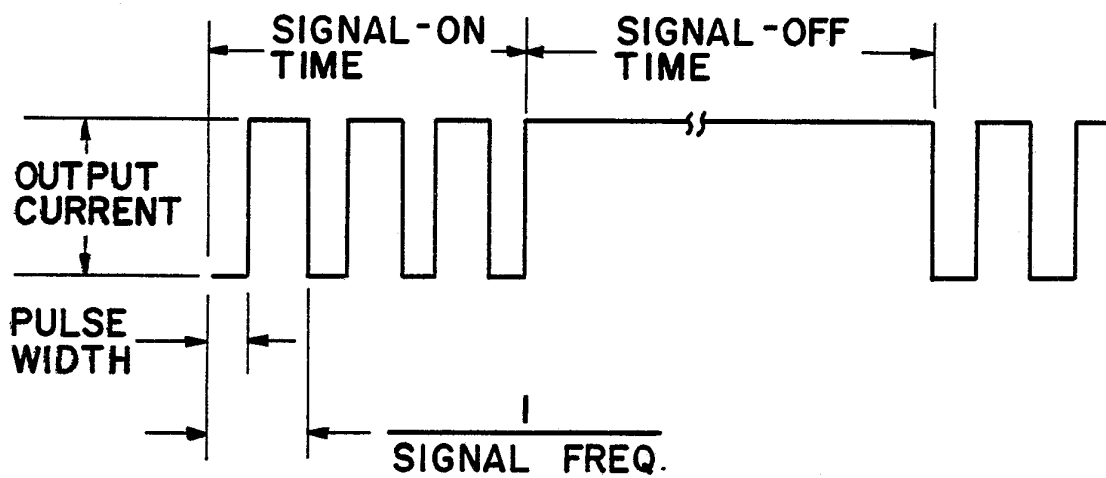 SIGNAL-ON
TIME
SIGNAL-OFF
TIME
OUTPUT
CURRENT
PULSE
WIDTH
1
SIGNAL FREQ.